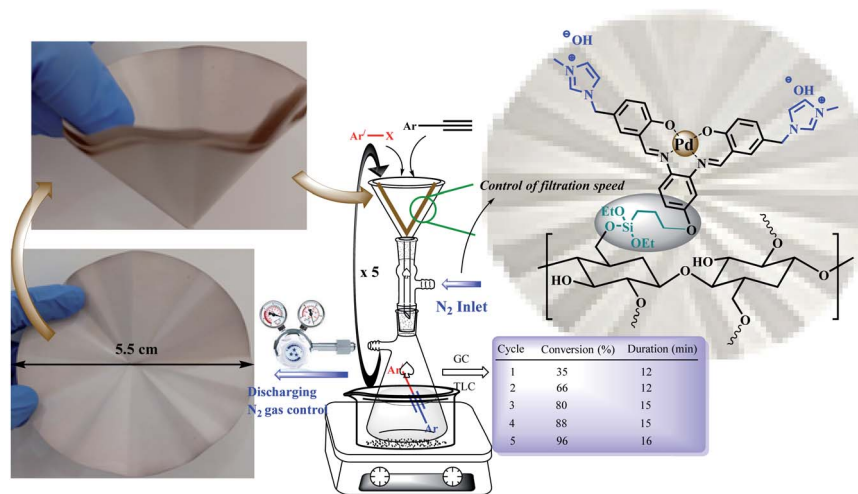 5.5 cm
Ar/—X
Ar
Control of filtration speed
x 5
N2 Inlet
Discharging
N2 gas control
Ar
Ar
GC
TLC
⊖OH
⊕
N
N
⊖OH
⊕
N
N
O
O
Pd
N
N
EtO
Si
O
OEt
O
HO
O
O
HO
O
O
O
O
Cycle Conversion (%) Duration (min)
1 35 12
2 66 12
3 80 15
4 88 15
5 96 16